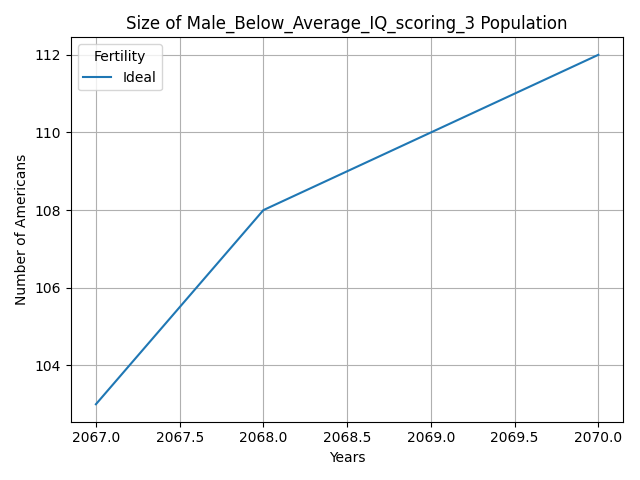 Size of Male_Below_Average_IQ_scoring_3 Population
Fertility
Ideal
Number of Americans
112
110
108
106
104
2067.0 2067.5 2068.0 2068.5 2069.0 2069.5 2070.0
Years